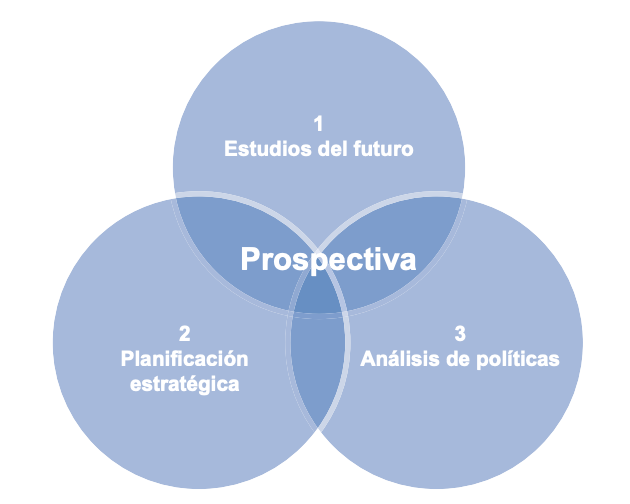 1
Estudios del futuro
Prospectiva
2
Planificación
estratégica
3
Análisis de políticas